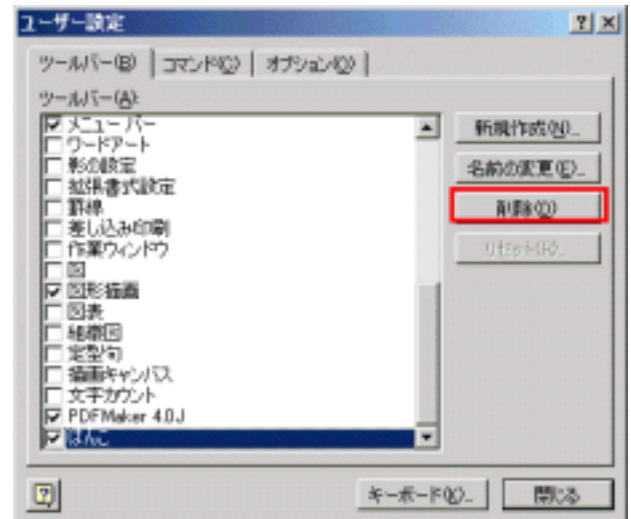 ユーザー設定
ツールバー(B) コマンド(C) オプション(O)
ツールバー(A):
メニュー バー
ワードアート
影の設定
拡張書式設定
罫線
差し込み印刷
作業ウィンドウ
図
図形描画
図表
組織図
定型句
描画キャンバス
文字カウント
PDFMaker 4.0J
はんこ
新規作成(N)...
名前の変更(E)...
削除(D)
リセット(R)...
キーボード(K)...
閉じる